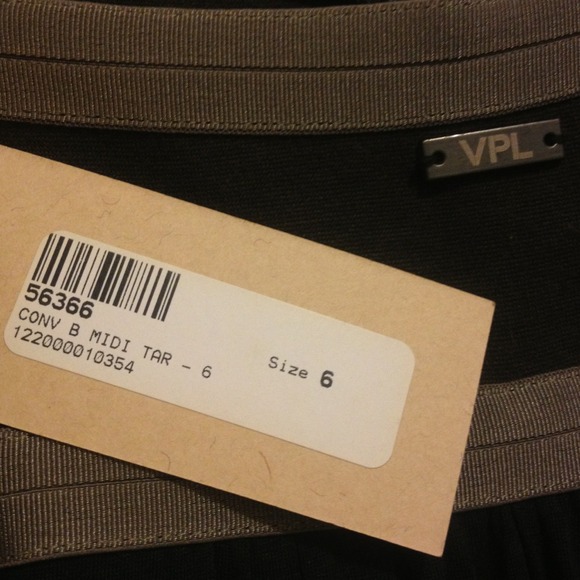 VPL
56366
CONV B MIDI TAR - 6
122000010354
Size 6